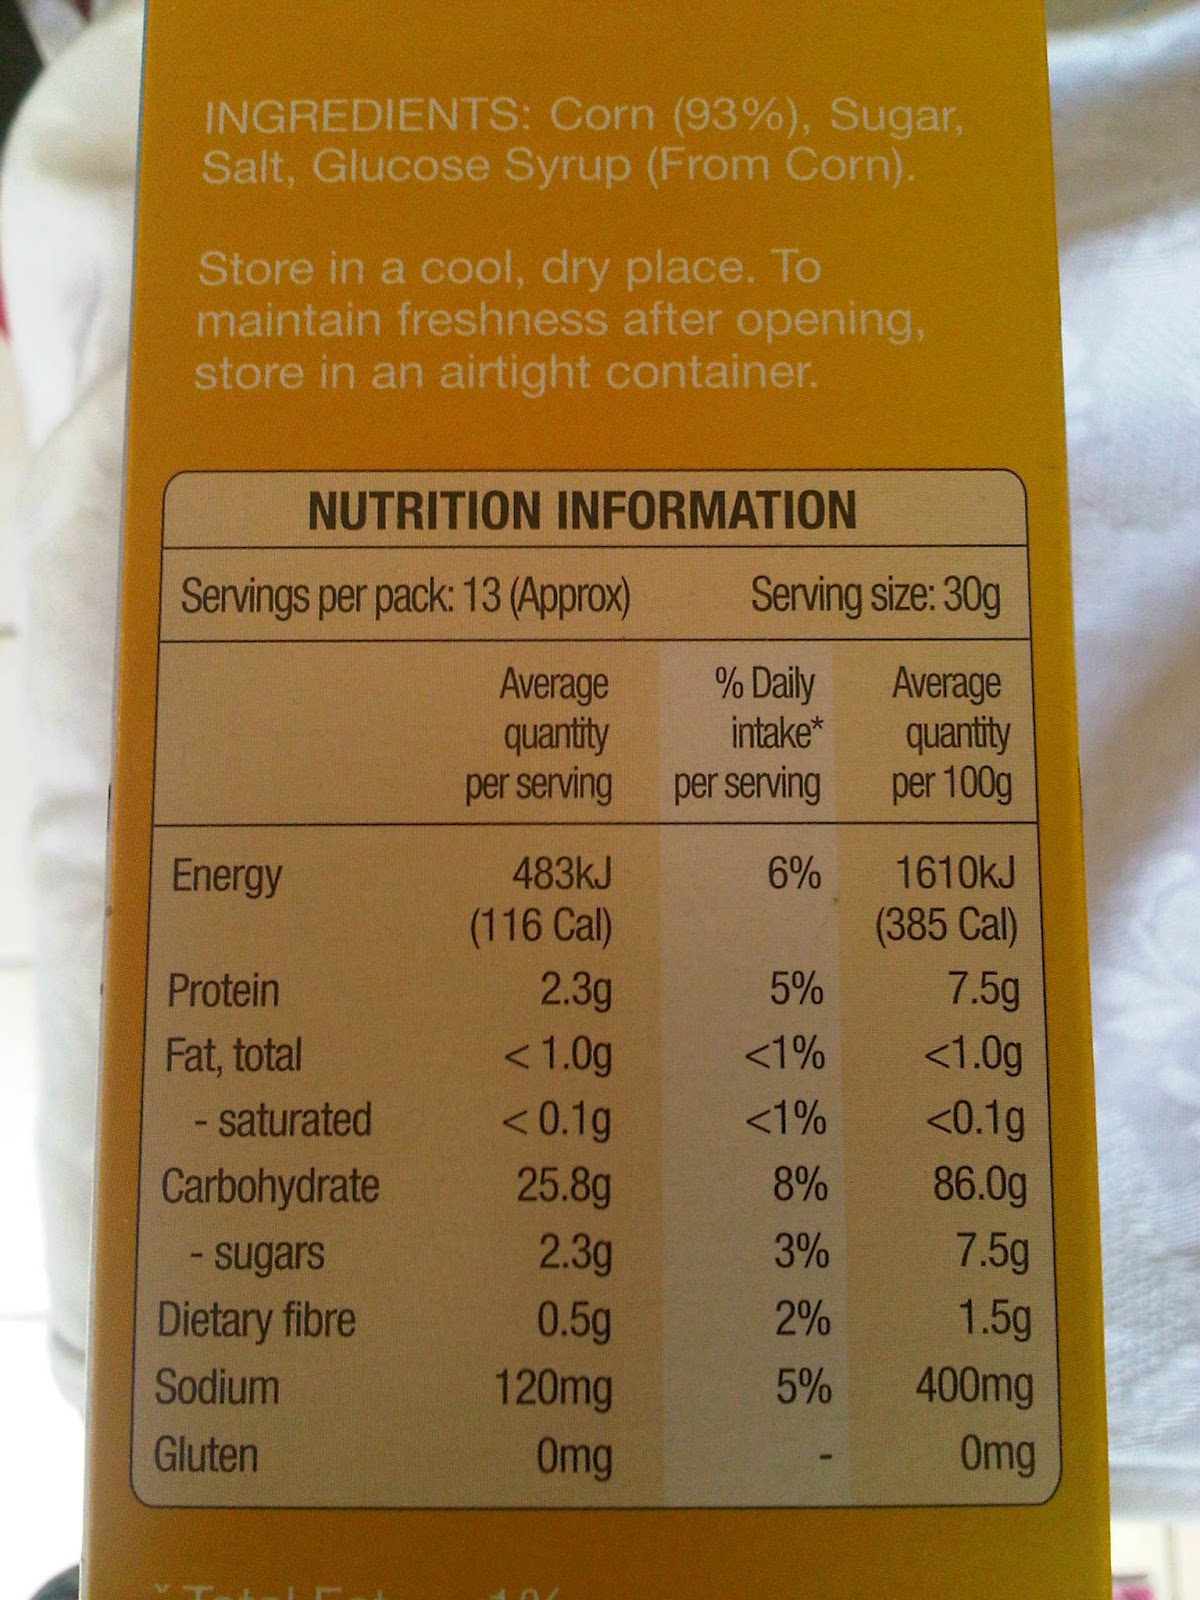 INGREDIENTS: Corn (93%), Sugar,
Salt, Glucose Syrup (From Corn).
Store in a cool, dry place. To
maintain freshness after opening,
store in an airtight container.
NUTRITION INFORMATION
Servings per pack: 13 (Approx) Serving size: 30g
Average % Daily Average
quantity intake* quantity
per serving per serving per 100g
Energy 483kJ 6% 1610kJ
(116 Cal) (385 Cal)
Protein 2.3g 5% 7.5g
Fat, total < 1.0g <1% <1.0g
- saturated < 0.1g <1% <0.1g
Carbohydrate 25.8g 8% 86.0g
- sugars 2.3g 3% 7.5g
Dietary fibre 0.5g 2% 1.5g
Sodium 120mg 5% 400mg
Gluten 0mg - 0mg